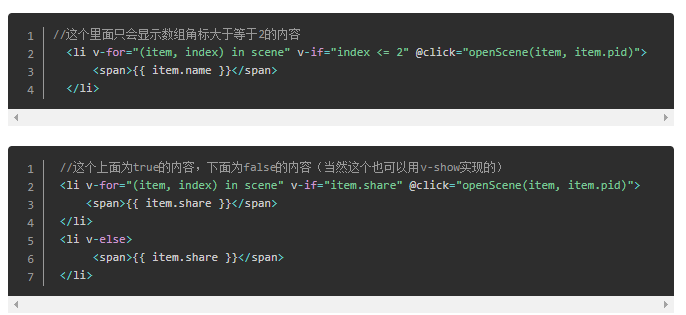 1 //这个里面只会显示数组角标大于等于2的内容
2 <li v-for="(item, index) in scene" v-if="index <= 2" @click="openScene(item, item.pid)">
3 <span>{{ item.name }}</span>
4 </li>
1 //这个上面为true的内容，下面为false的内容（当然这个也可以用v-show实现的）
2 <li v-for="(item, index) in scene" v-if="item.share" @click="openScene(item, item.pid)">
3 <span>{{ item.share }}</span>
4 </li>
5 <li v-else>
6 <span>{{ item.share }}</span>
7 </li>